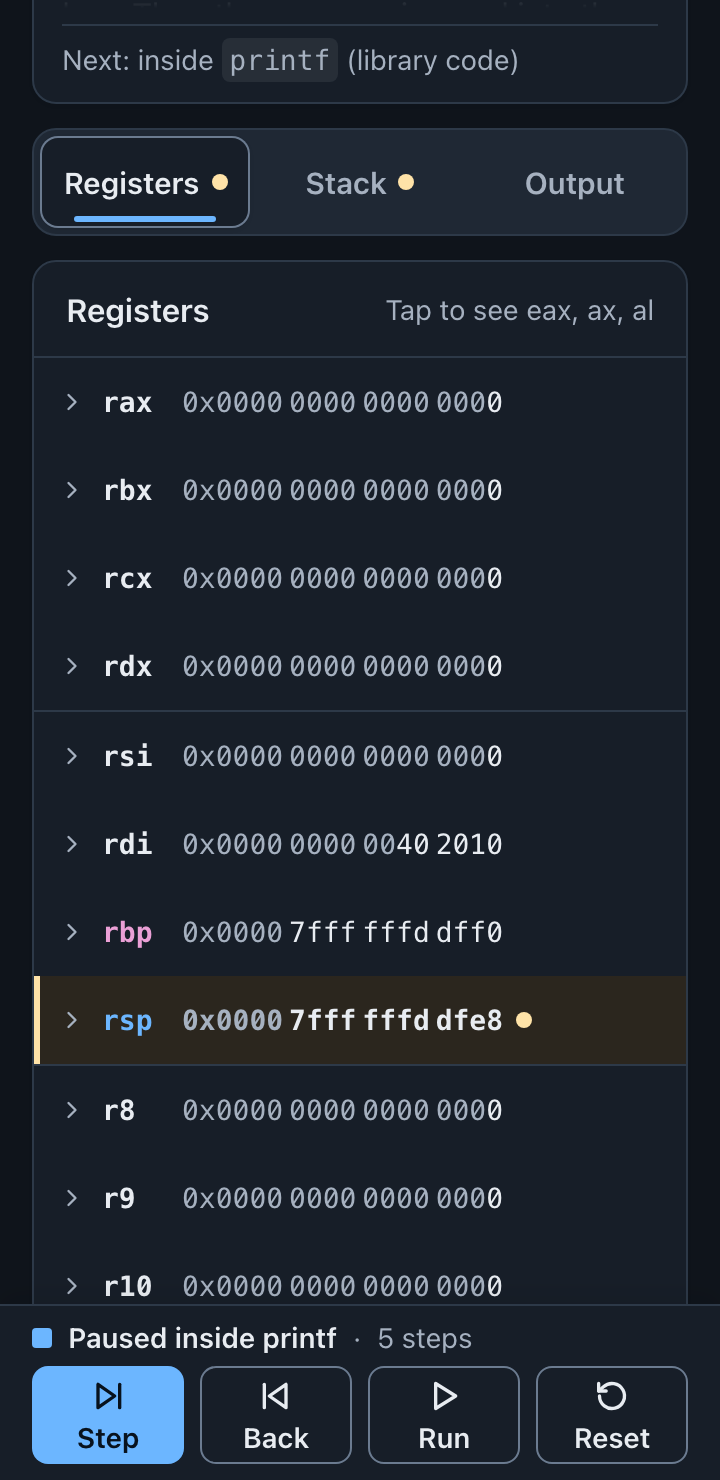 Next: inside printf (library code)
Registers Stack Output
Registers Tap to see eax, ax, al
rax 0x0000 0000 0000 0000
rbx 0x0000 0000 0000 0000
rcx 0x0000 0000 0000 0000
rdx 0x0000 0000 0000 0000
rsi 0x0000 0000 0000 0000
rdi 0x0000 0000 0040 2010
rbp 0x0000 7fff fffd dff0
rsp 0x0000 7fff fffd dfe8
r8 0x0000 0000 0000 0000
r9 0x0000 0000 0000 0000
r10 0x0000 0000 0000 0000
Paused inside printf · 5 steps
Step Back Run Reset